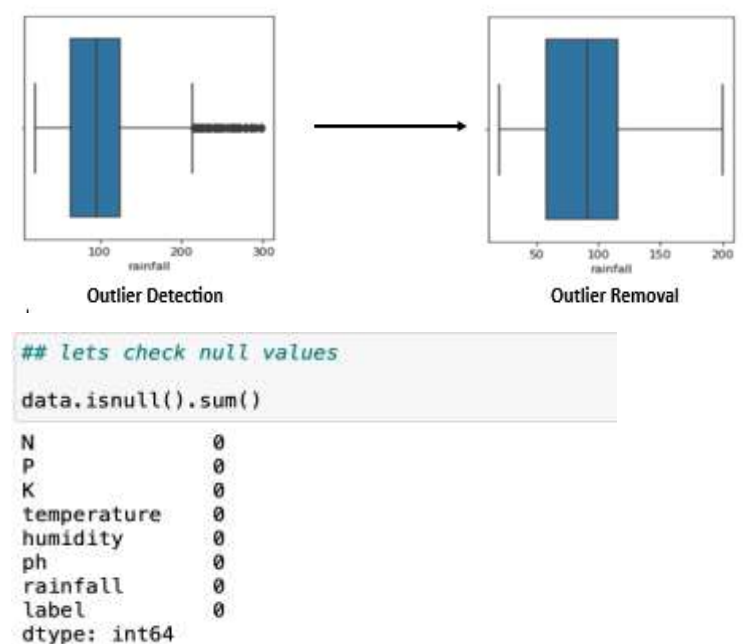 100 200 300
rainfall
Outlier Detection
50 100 150 200
rainfall
Outlier Removal
## lets check null values
data.isnull().sum()
N 0
P 0
K 0
temperature 0
humidity 0
ph 0
rainfall 0
label 0
dtype: int64